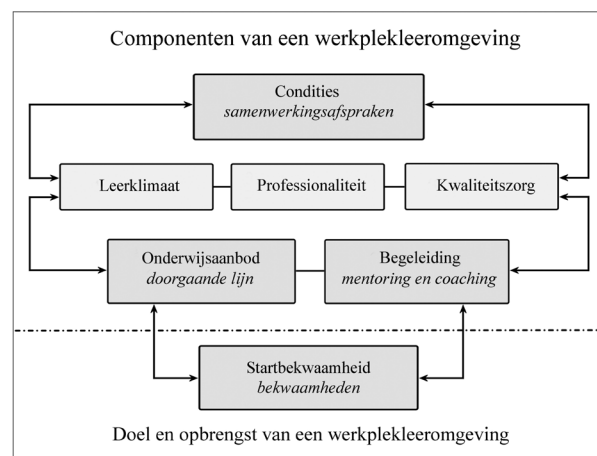 Componenten van een werkplekleeromgeving
Condities
samenwerkingsafspraken
Leerklimaat
Professionaliteit
Kwaliteitszorg
Onderwijsaanbod
doorgaande lijn
Begeleiding
mentoring en coaching
Startbekwaamheid
bekwaamheden
Doel en opbrengst van een werkplekleeromgeving